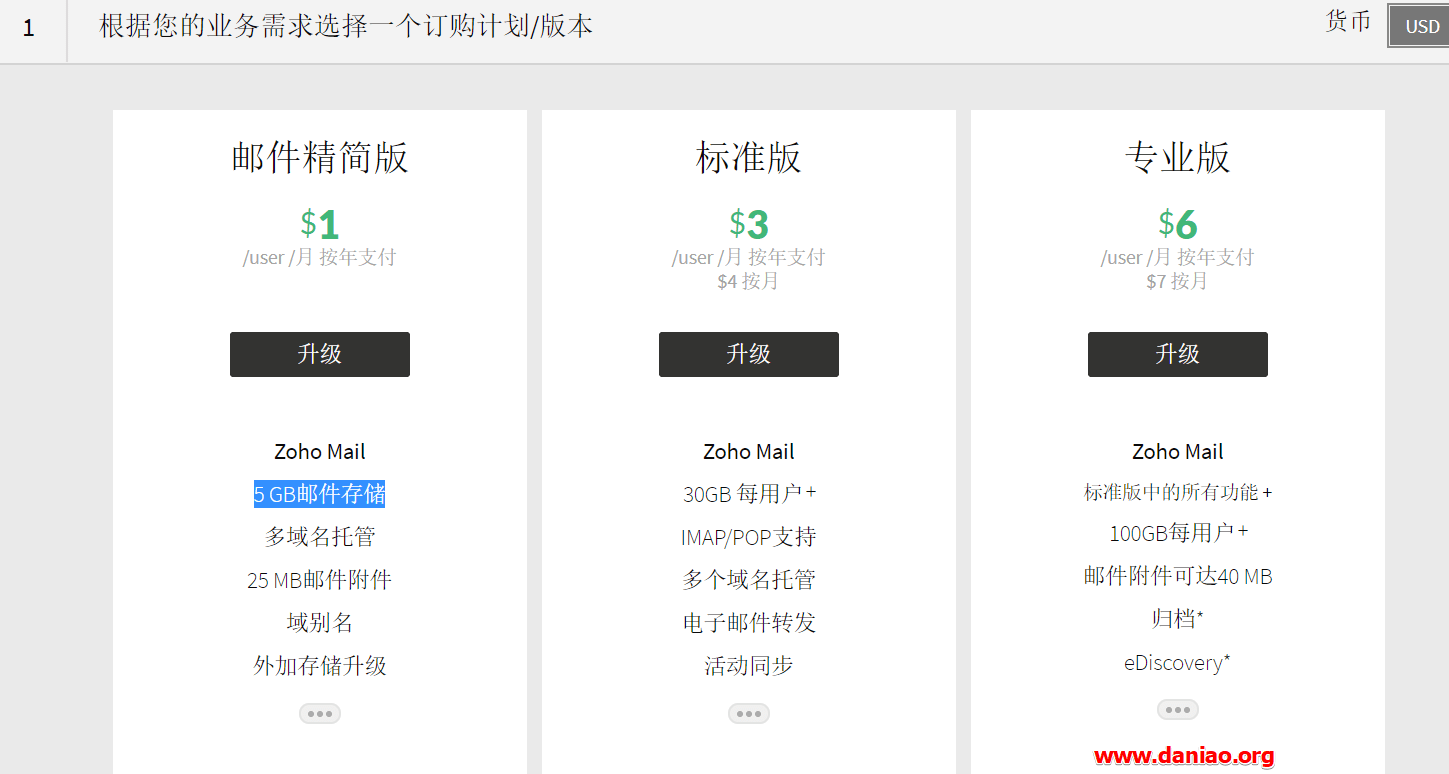 1
根据您的业务需求选择一个订购计划/版本
货币
USD
邮件精简版
$1
/user /月 按年支付
升级
Zoho Mail
5 GB邮件存储
多域名托管
25 MB邮件附件
域别名
外加存储升级
标准版
$3
/user /月 按年支付
$4 按月
升级
Zoho Mail
30GB 每用户+
IMAP/POP支持
多个域名托管
电子邮件转发
活动同步
专业版
$6
/user /月 按年支付
$7 按月
升级
Zoho Mail
标准版中的所有功能 +
100GB每用户+
邮件附件可达40 MB
归档*
eDiscovery*
www.daniao.org